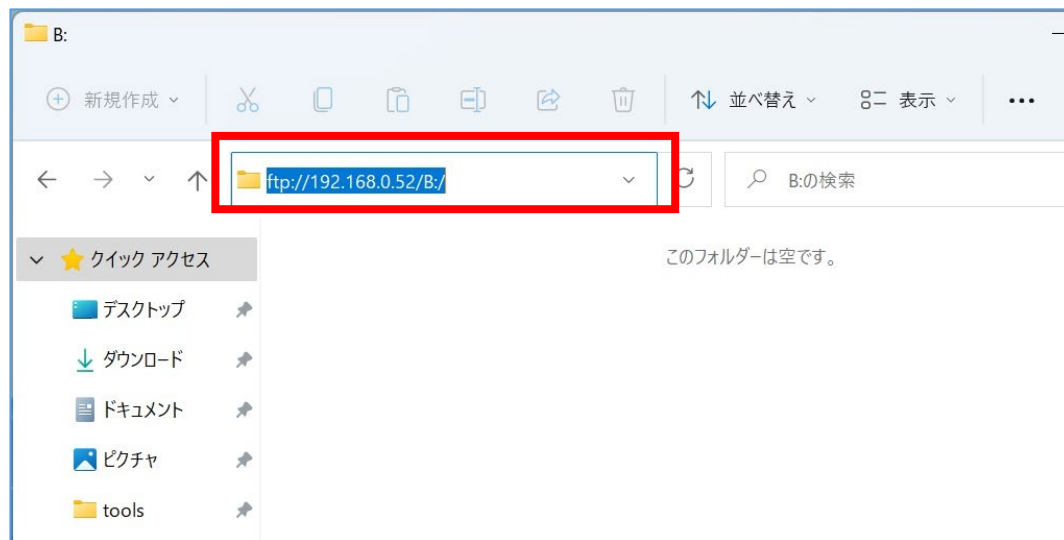 B:
新規作成
並べ替え
表示
ftp://192.168.0.52/B:/
B:の検索
クイック アクセス
このフォルダーは空です。
デスクトップ
ダウンロード
ドキュメント
ピクチャ
tools